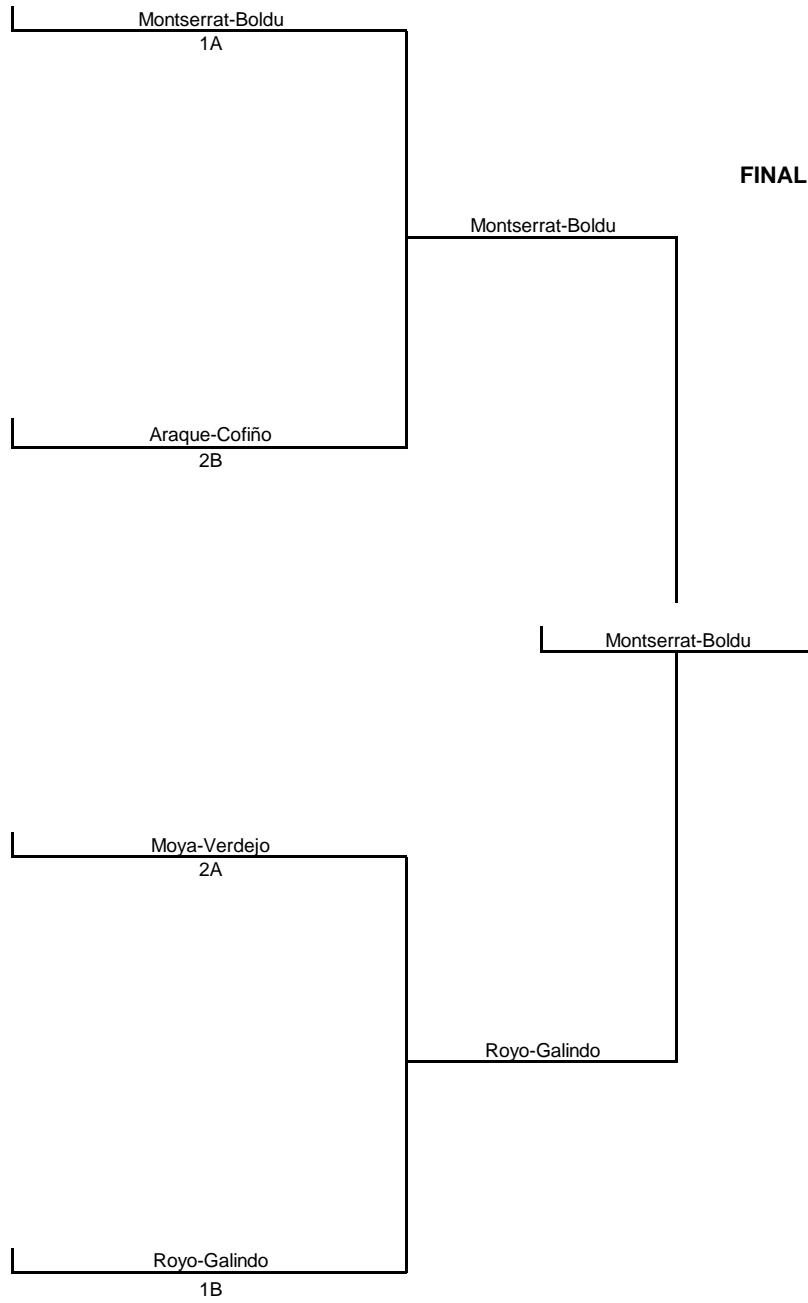 Montserrat-Boldu
1A
FINAL
Montserrat-Boldu
Araque-Cofiño
2B
Montserrat-Boldu
Moya-Verdejo
2A
Royo-Galindo
Royo-Galindo
1B